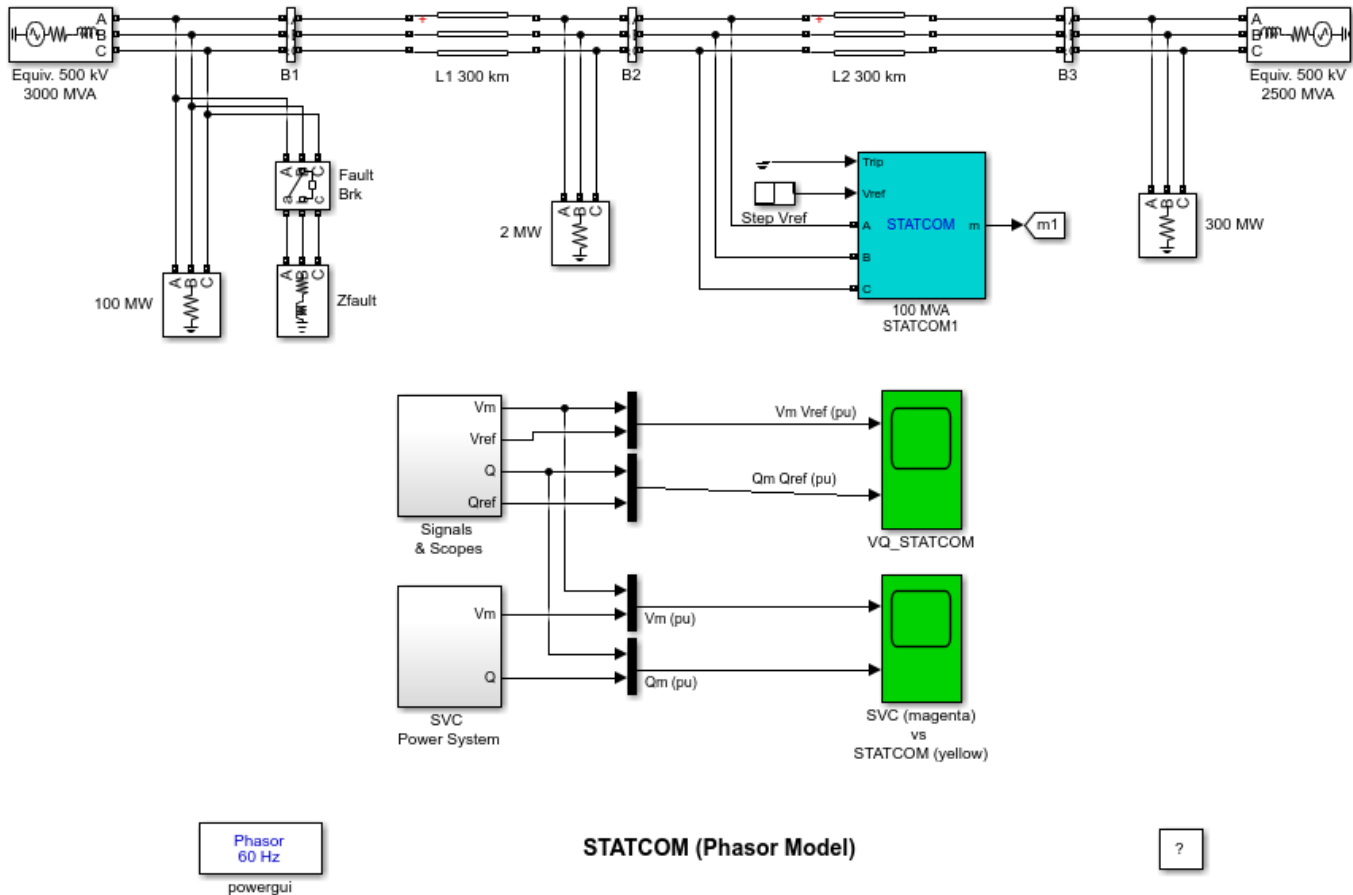 A
B
C
Equiv. 500 kV
3000 MVA
B1
L1 300 km
B2
L2 300 km
B3
A
B
C
Equiv. 500 kV
2500 MVA
A
B
C
a
b
c
Fault
Brk
A
B
C
100 MW
A
B
C
Zfault
A
B
C
2 MW
Step Vref
Trip
Vref
A
B
C
STATCOM
m
100 MVA
STATCOM1
m1
A
B
C
300 MW
Vm
Vref
Q
Qref
Signals
& Scopes
Vm Vref (pu)
Qm Qref (pu)
VQ_STATCOM
Vm
Q
SVC
Power System
Vm (pu)
Qm (pu)
SVC (magenta)
vs
STATCOM (yellow)
Phasor
60 Hz
powergui
STATCOM (Phasor Model)
?